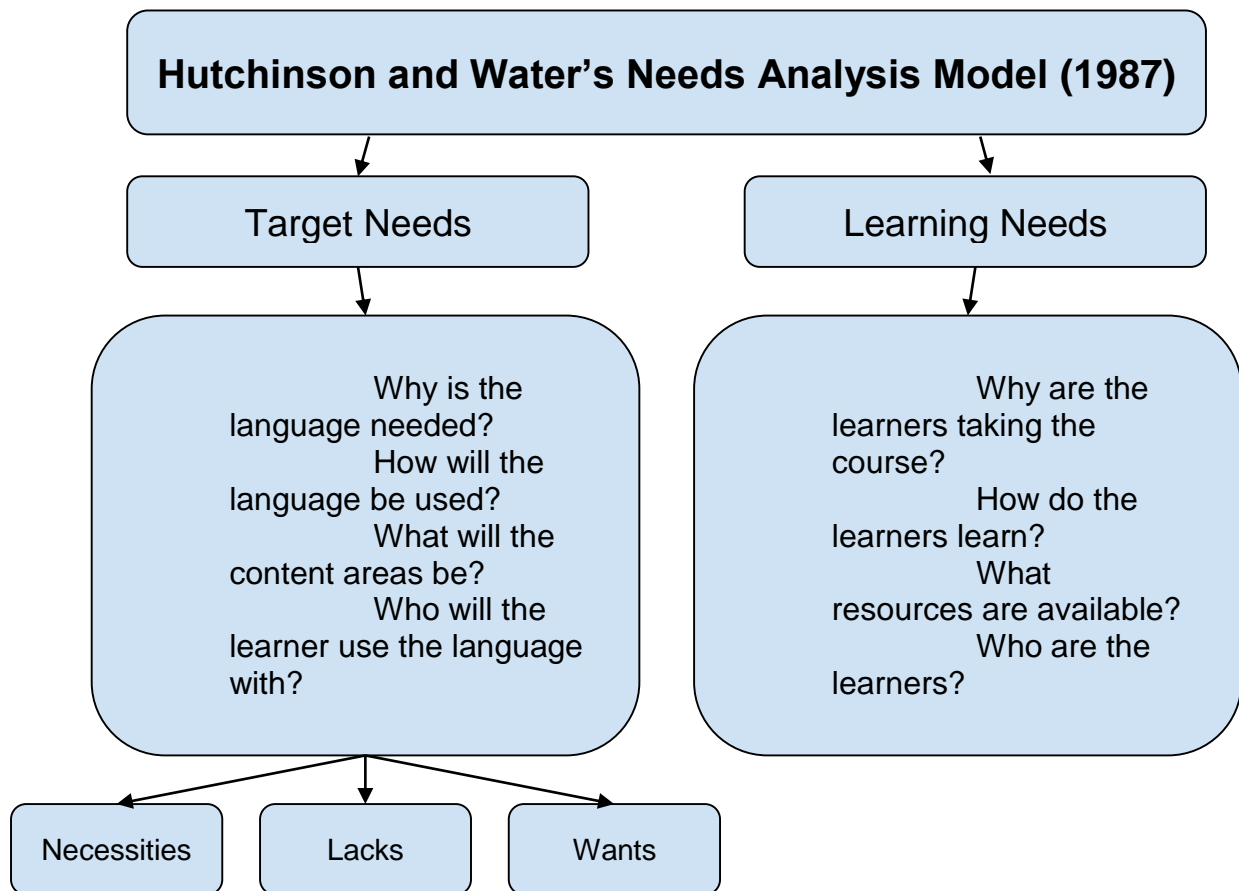 Hutchinson and Water's Needs Analysis Model (1987)
Target Needs
Learning Needs
Why is the
language needed?
How will the
language be used?
What will the
content areas be?
Who will the
learner use the language
with?
Why are the
learners taking the
course?
How do the
learners learn?
What
resources are available?
Who are the
learners?
Necessities
Lacks
Wants